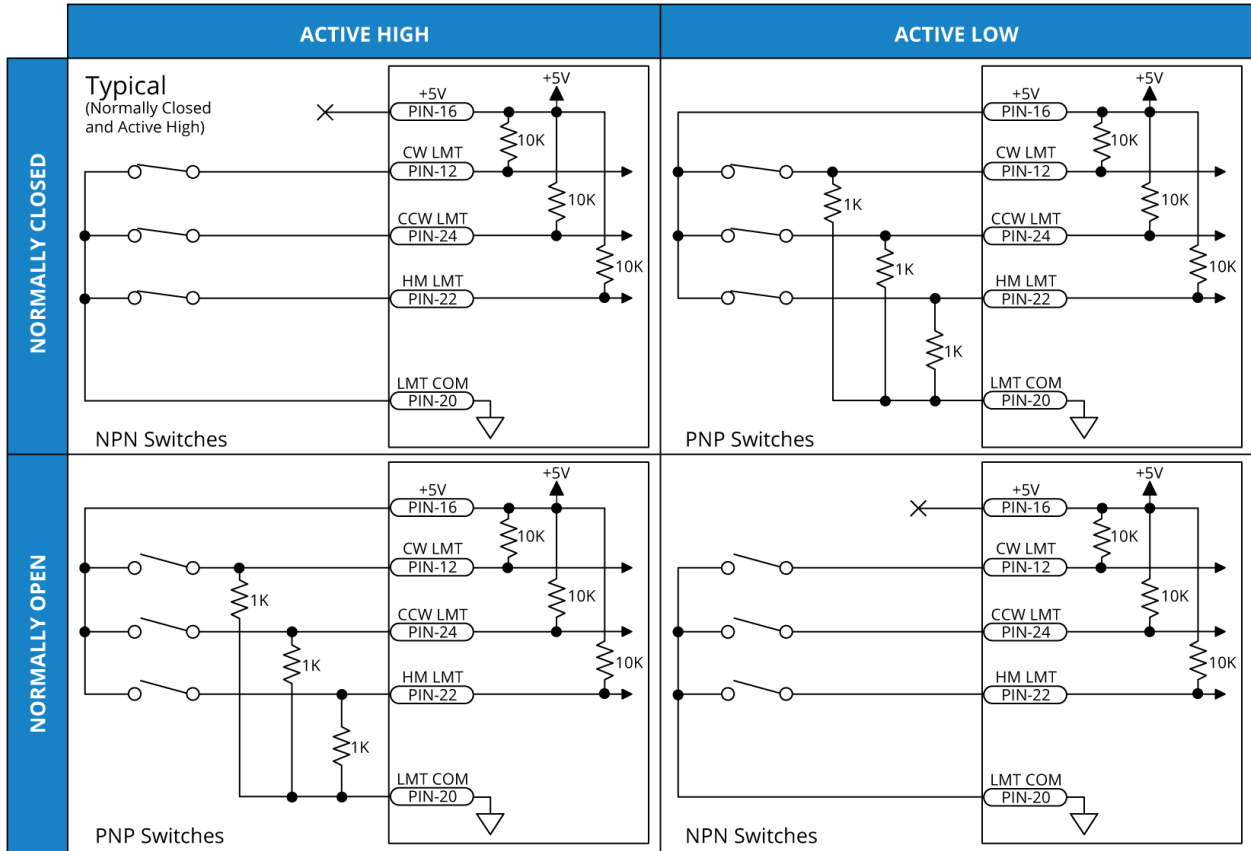 ACTIVE HIGH
ACTIVE LOW
NORMALLY CLOSED
Typical
(Normally Closed
and Active High)
+5V
+5V
PIN-16
10K
CW LMT
PIN-12
10K
CCW LMT
PIN-24
10K
HM LMT
PIN-22
LMT COM
PIN-20
NPN Switches
+5V
+5V
PIN-16
10K
CW LMT
PIN-12
1K
10K
CCW LMT
PIN-24
1K
10K
HM LMT
PIN-22
1K
LMT COM
PIN-20
PNP Switches
NORMALLY OPEN
+5V
+5V
PIN-16
10K
CW LMT
PIN-12
1K
10K
CCW LMT
PIN-24
1K
10K
HM LMT
PIN-22
1K
LMT COM
PIN-20
PNP Switches
+5V
+5V
PIN-16
10K
CW LMT
PIN-12
10K
CCW LMT
PIN-24
10K
HM LMT
PIN-22
LMT COM
PIN-20
NPN Switches